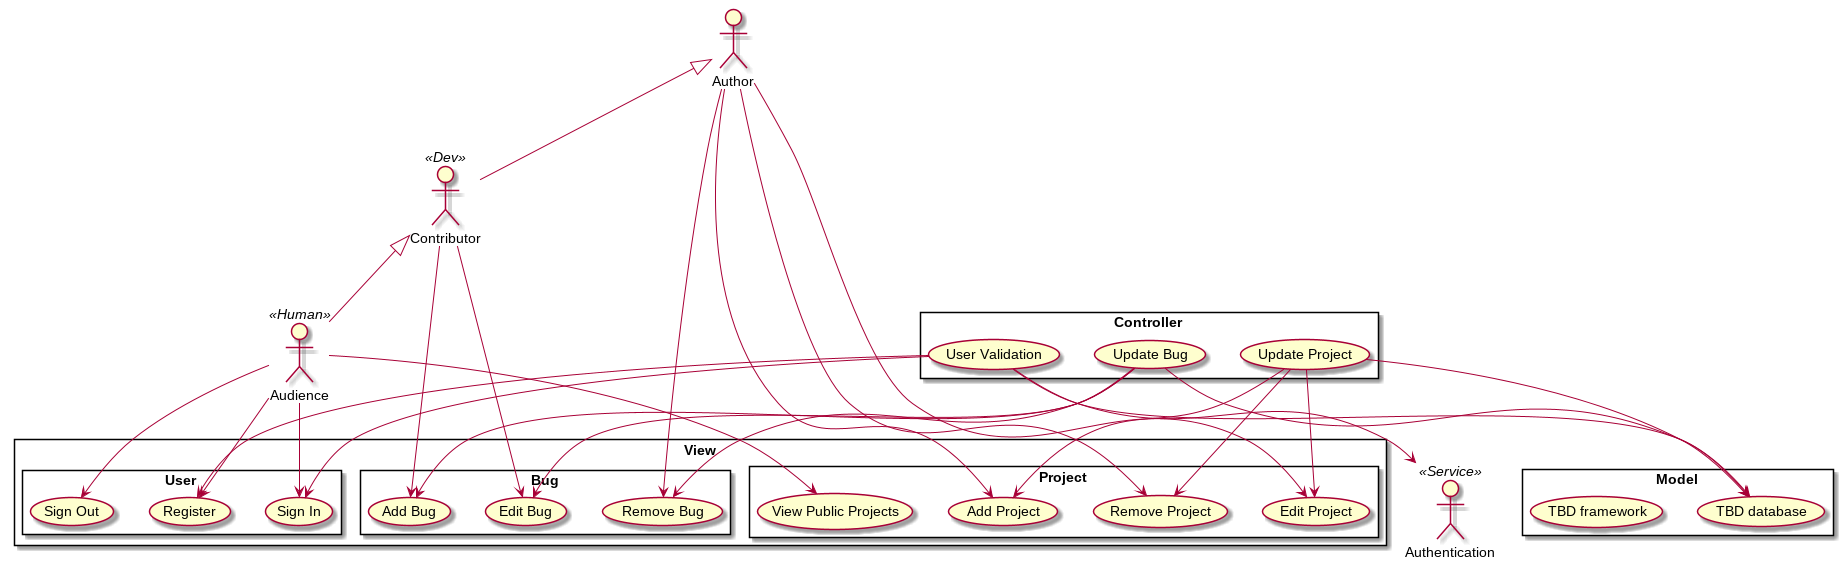 Author
«Dev»
Contributor
«Human»
Audience
Controller
User Validation
Update Bug
Update Project
View
User
Sign Out
Register
Sign In
Bug
Add Bug
Edit Bug
Remove Bug
Project
View Public Projects
Add Project
Remove Project
Edit Project
«Service»
Authentication
Model
TBD framework
TBD database